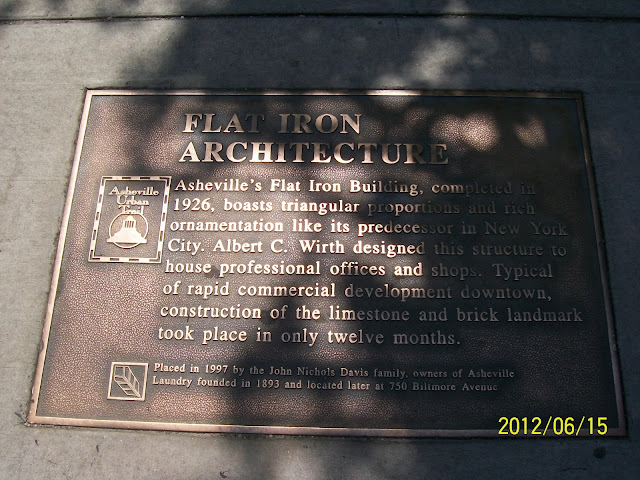 FLAT IRON
ARCHITECTURE
Asheville
Urban
Trail
Asheville's Flat Iron Building, completed in
1926, boasts triangular proportions and rich
ornamentation like its predecessor in New York
City. Albert C. Wirth designed this structure to
house professional offices and shops. Typical
of rapid commercial development downtown,
construction of the limestone and brick landmark
took place in only twelve months.
Placed in 1997 by the John Nichols Davis family, owners of Asheville
Laundry founded in 1893 and located later at 750 Biltmore Avenue
2012/06/15